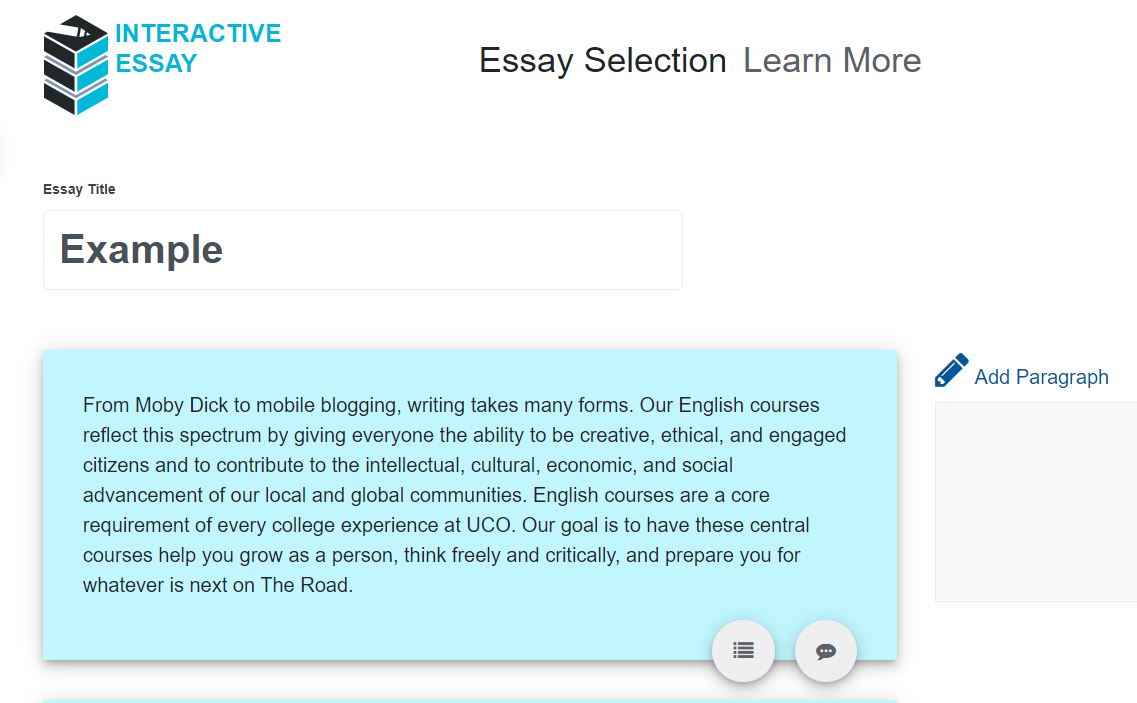 INTERACTIVE
ESSAY
Essay Selection Learn More
Essay Title
Example
From Moby Dick to mobile blogging, writing takes many forms. Our English courses
reflect this spectrum by giving everyone the ability to be creative, ethical, and engaged
citizens and to contribute to the intellectual, cultural, economic, and social
advancement of our local and global communities. English courses are a core
requirement of every college experience at UCO. Our goal is to have these central
courses help you grow as a person, think freely and critically, and prepare you for
whatever is next on The Road.
Add Paragraph